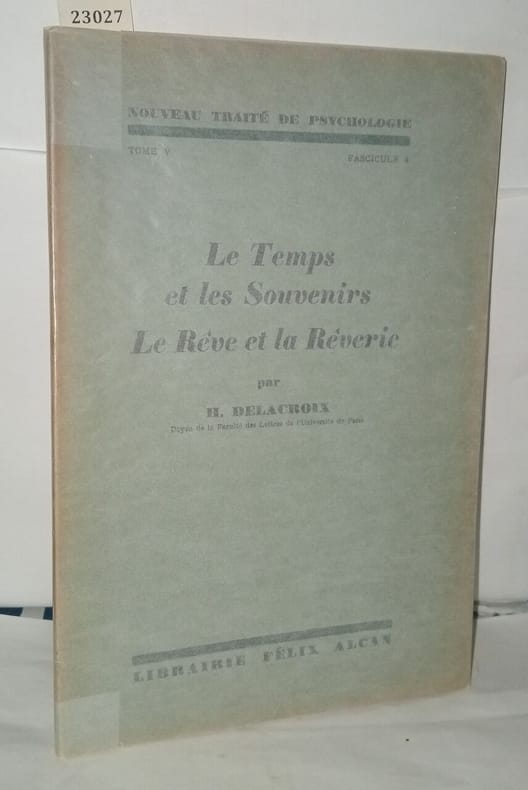 23027
NOUVEAU TRAITÉ DE PSYCHOLOGIE
TOME V FASCICULE 4
Le Temps
et les Souvenirs
Le Rêve et la Rêverie
par
H. DELACROIX
Doyen de la Faculté des Lettres de l'Université de Paris
LIBRAIRIE FÉLIX ALCAN